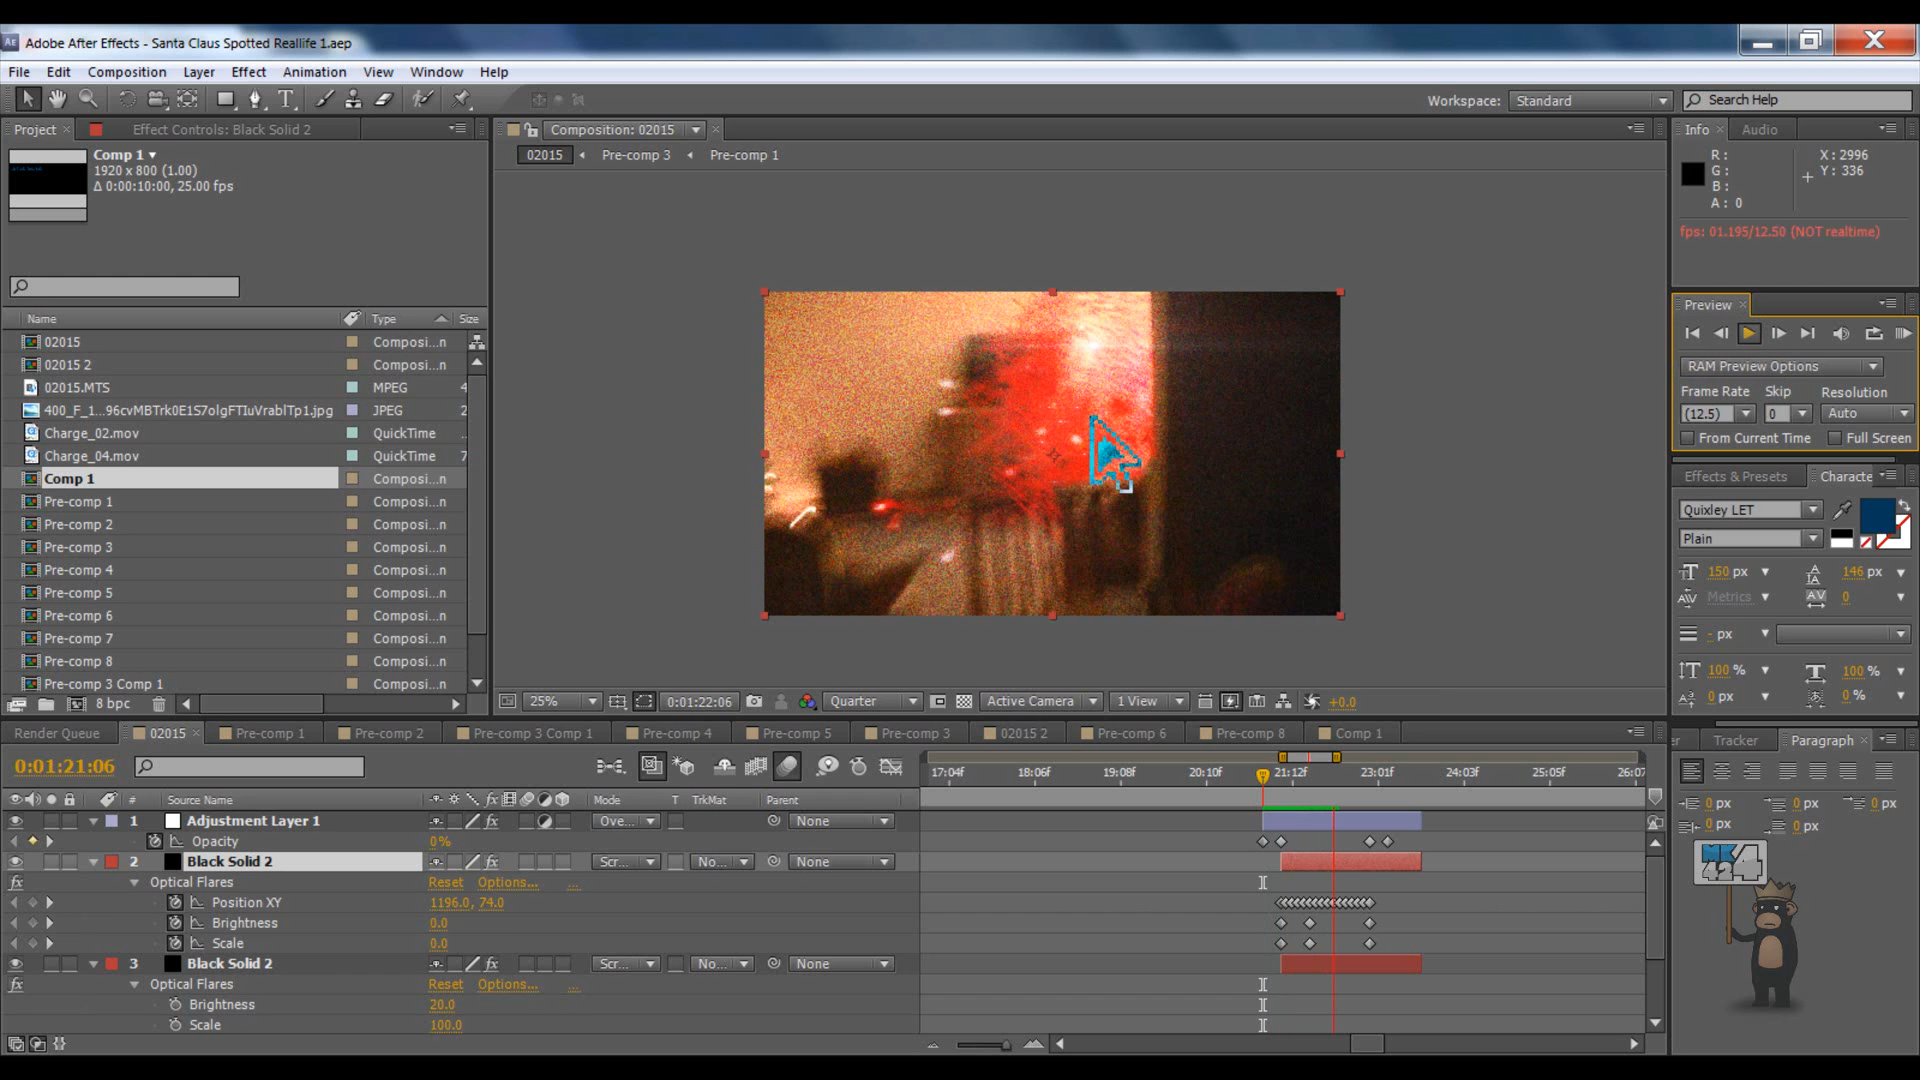 Adobe After Effects - Santa Claus Spotted Reallife 1.aep
File Edit Composition Layer Effect Animation View Window Help
Workspace: Standard Search Help
Project Effect Controls: Black Solid 2
Comp 1
1920 x 800 (1.00)
Δ 0:00:10:00, 25.00 fps
Name Type Size
02015 Composi...n
02015 2 Composi...n
02015.MTS MPEG 4
400_F_1...96cvMBTrk0E1S7olgFTIuVrablTp1.jpg JPEG 2
Charge_02.mov QuickTime ..
Charge_04.mov QuickTime 7
Comp 1 Composi...n
Pre-comp 1 Composi...n
Pre-comp 2 Composi...n
Pre-comp 3 Composi...n
Pre-comp 4 Composi...n
Pre-comp 5 Composi...n
Pre-comp 6 Composi...n
Pre-comp 7 Composi...n
Pre-comp 8 Composi...n
Pre-comp 3 Comp 1 Composi...n
8 bpc
Composition: 02015
02015 Pre-comp 3 Pre-comp 1
25% 0:01:22:06 Quarter Active Camera 1 View +0.0
Info Audio
R: X: 2996
G: Y: 336
B:
A: 0
fps: 01.195/12.50 (NOT realtime)
Preview
RAM Preview Options
Frame Rate Skip Resolution
(12.5) 0 Auto
From Current Time Full Screen
Effects & Presets Characte
Quixley LET
Plain
150 px 146 px
Metrics 0
- px
100 % 100 %
0 px 0 %
er Tracker Paragraph
0 px 0 px 0 px
0 px 0 px
MK
42
4
Render Queue 02015 Pre-comp 1 Pre-comp 2 Pre-comp 3 Comp 1 Pre-comp 4 Pre-comp 5 Pre-comp 3 02015 2 Pre-comp 6 Pre-comp 8 Comp 1
0:01:21:06
17:04f 18:06f 19:08f 20:10f 21:12f 23:01f 24:03f 25:05f 26:07
# Source Name Mode T TrkMat Parent
1 Adjustment Layer 1 Ove... None
Opacity 0%
2 Black Solid 2 Scr... No... None
Optical Flares Reset Options... ...
Position XY 1196.0, 74.0
Brightness 0.0
Scale 0.0
3 Black Solid 2 Scr... No... None
Optical Flares Reset Options... ...
Brightness 20.0
Scale 100.0